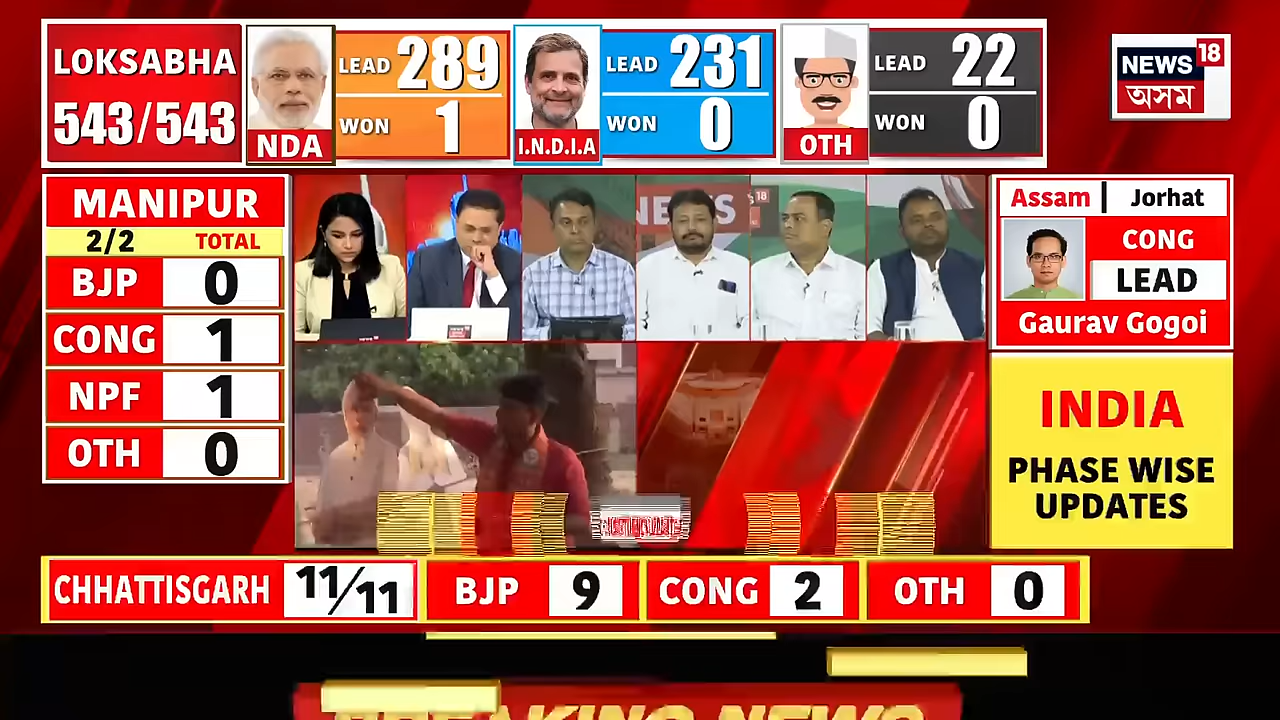 LOKSABHA
543/543
NDA
LEAD 289
WON 1
I.N.D.I.A
LEAD 231
WON 0
OTH
LEAD 22
WON 0
NEWS 18
অসম
MANIPUR
2/2 TOTAL
BJP 0
CONG 1
NPF 1
OTH 0
NEWS 18
Assam | Jorhat
CONG
LEAD
Gaurav Gogoi
INDIA
PHASE WISE
UPDATES
CHHATTISGARH 11/11 BJP 9 CONG 2 OTH 0